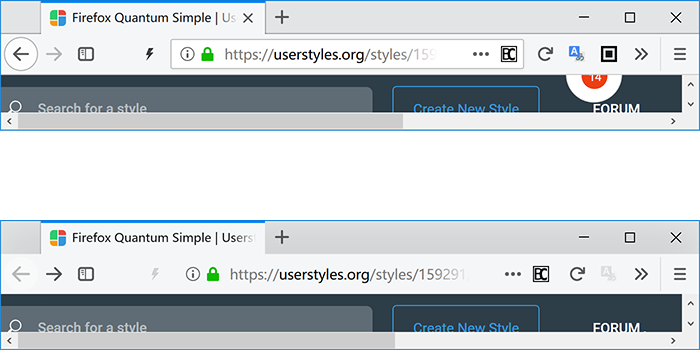 Firefox Quantum Simple | Us
https://userstyles.org/styles/159
14
Search for a style
Create New Style
FORUM
Firefox Quantum Simple | Userst
https://userstyles.org/styles/159291
Search for a style
Create New Style
FORUM